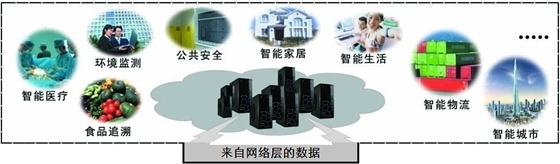 智能医疗
环境监测
食品追溯
公共安全
智能家居
智能生活
智能物流
智能城市
......
来自网络层的数据